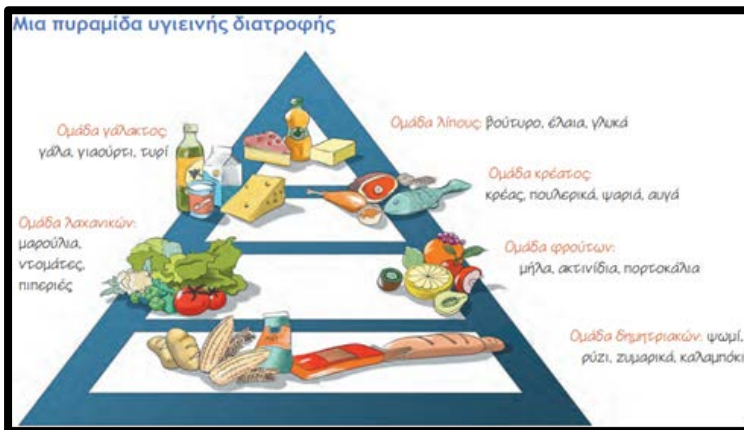 Μια πυραμίδα υγιεινής διατροφής
Ομάδα γάλακτος:
γάλα, γιαούρτι, τυρί
Ομάδα λίπους: βούτυρο, έλαια, γλυκά
Ομάδα κρέατος:
κρέας, πουλερικά, ψαριά, αυγά
Ομάδα λαχανικών:
μαρούλια,
ντομάτες,
πιπεριές
Ομάδα φρούτων:
μήλα, ακτινίδια, πορτοκάλια
Ομάδα δημητριακών: ψωμί,
ρύζι, ζυμαρικά, καλαμπόκι